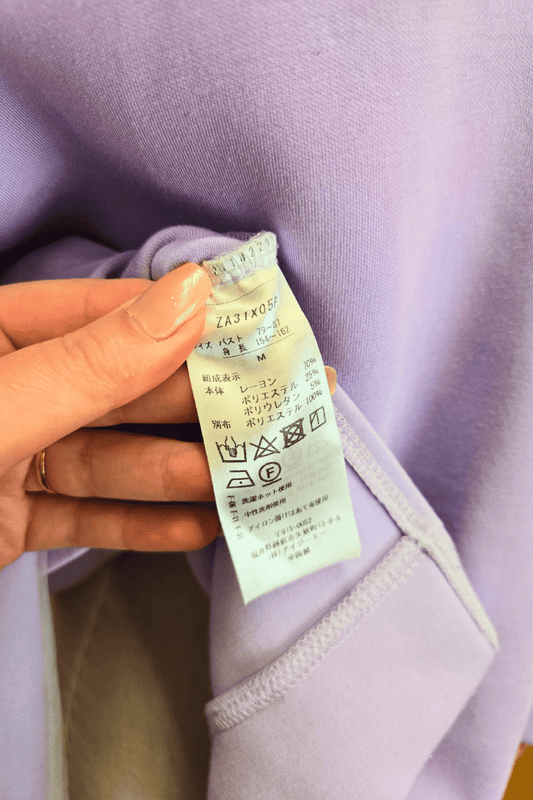 ZA31X05
サイズ バスト 79～87
身長 154～162
M
組成表示
本体 レーヨン 70%
ポリエステル 25%
ポリウレタン 5%
別布 ポリエステル 100%
F
洗濯ネット使用
中性洗剤使用
アイロン掛けはあて布使用
〒915-0052